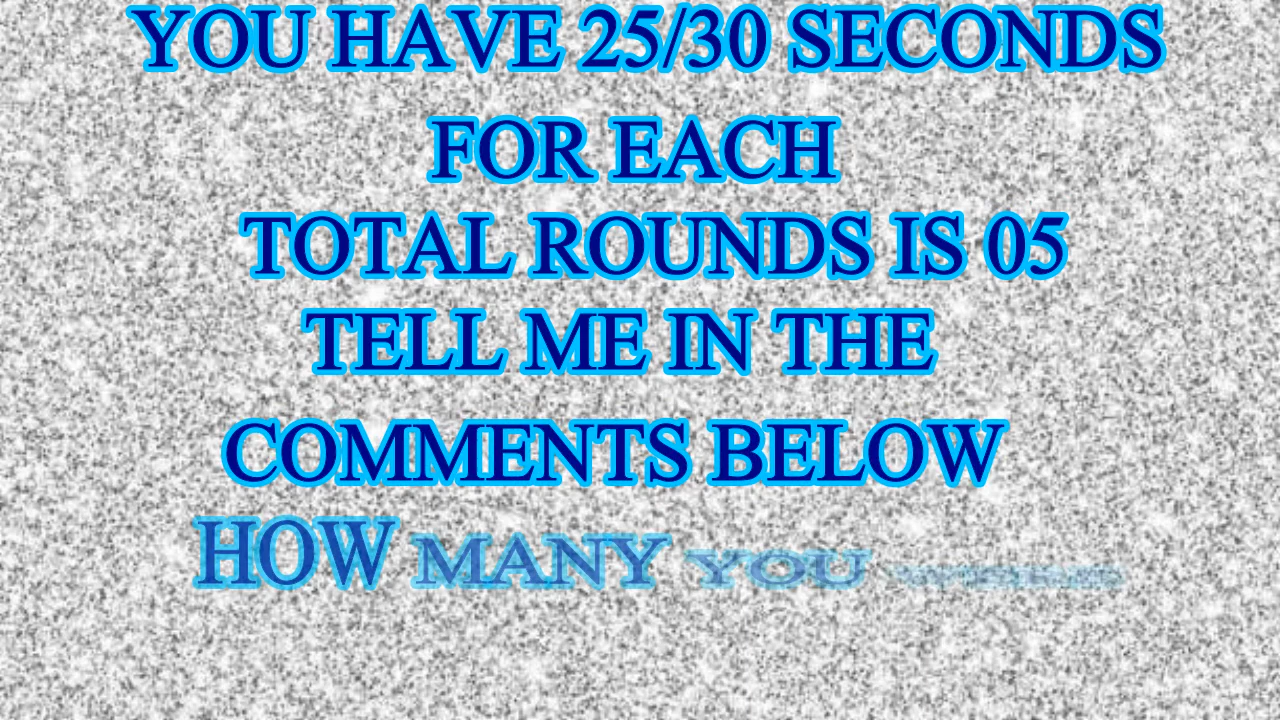 YOU HAVE 25/30 SECONDS
FOR EACH
TOTAL ROUNDS IS 05
TELL ME IN THE
COMMENTS BELOW
HOW MANY YOU